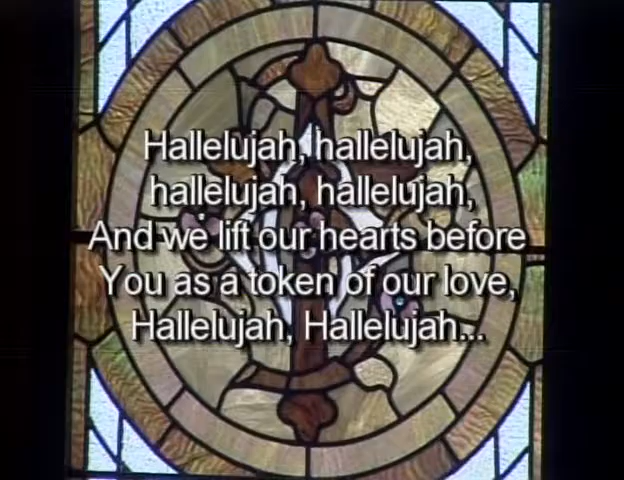 Hallelujah, hallelujah,
hallelujah, hallelujah,
And we lift our hearts before
You as a token of our love,
Hallelujah, Hallelujah...